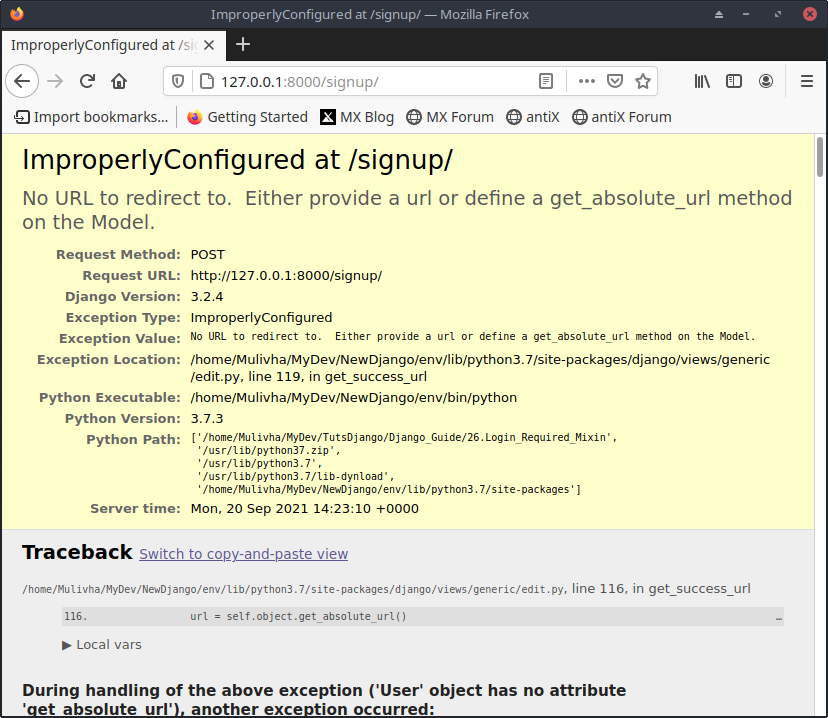 ImproperlyConfigured at /signup/ — Mozilla Firefox
ImproperlyConfigured at /si
127.0.0.1:8000/signup/
Import bookmarks... Getting Started MX Blog MX Forum antiX antiX Forum
ImproperlyConfigured at /signup/
No URL to redirect to.  Either provide a url or define a get_absolute_url method
on the Model.
Request Method: POST
Request URL: http://127.0.0.1:8000/signup/
Django Version: 3.2.4
Exception Type: ImproperlyConfigured
Exception Value: No URL to redirect to.  Either provide a url or define a get_absolute_url method on the Model.
Exception Location: /home/Mulivha/MyDev/NewDjango/env/lib/python3.7/site-packages/django/views/generic
/edit.py, line 119, in get_success_url
Python Executable: /home/Mulivha/MyDev/NewDjango/env/bin/python
Python Version: 3.7.3
Python Path: ['/home/Mulivha/MyDev/TutsDjango/Django_Guide/26.Login_Required_Mixin',
'/usr/lib/python37.zip',
'/usr/lib/python3.7',
'/usr/lib/python3.7/lib-dynload',
'/home/Mulivha/MyDev/NewDjango/env/lib/python3.7/site-packages']
Server time: Mon, 20 Sep 2021 14:23:10 +0000
Traceback Switch to copy-and-paste view
/home/Mulivha/MyDev/NewDjango/env/lib/python3.7/site-packages/django/views/generic/edit.py, line 116, in get_success_url
116. url = self.object.get_absolute_url() …
▶ Local vars
During handling of the above exception ('User' object has no attribute
'get_absolute_url'), another exception occurred: